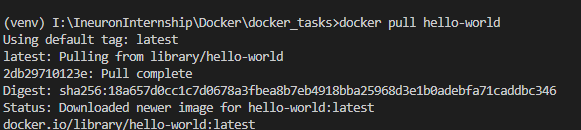 (venv) I:\IneuronInternship\Docker\docker_tasks>docker pull hello-world
Using default tag: latest
latest: Pulling from library/hello-world
2db29710123e: Pull complete
Digest: sha256:18a657d0cc1c7d0678a3fbea8b7eb4918bba25968d3e1b0adebfa71caddbc346
Status: Downloaded newer image for hello-world:latest
docker.io/library/hello-world:latest